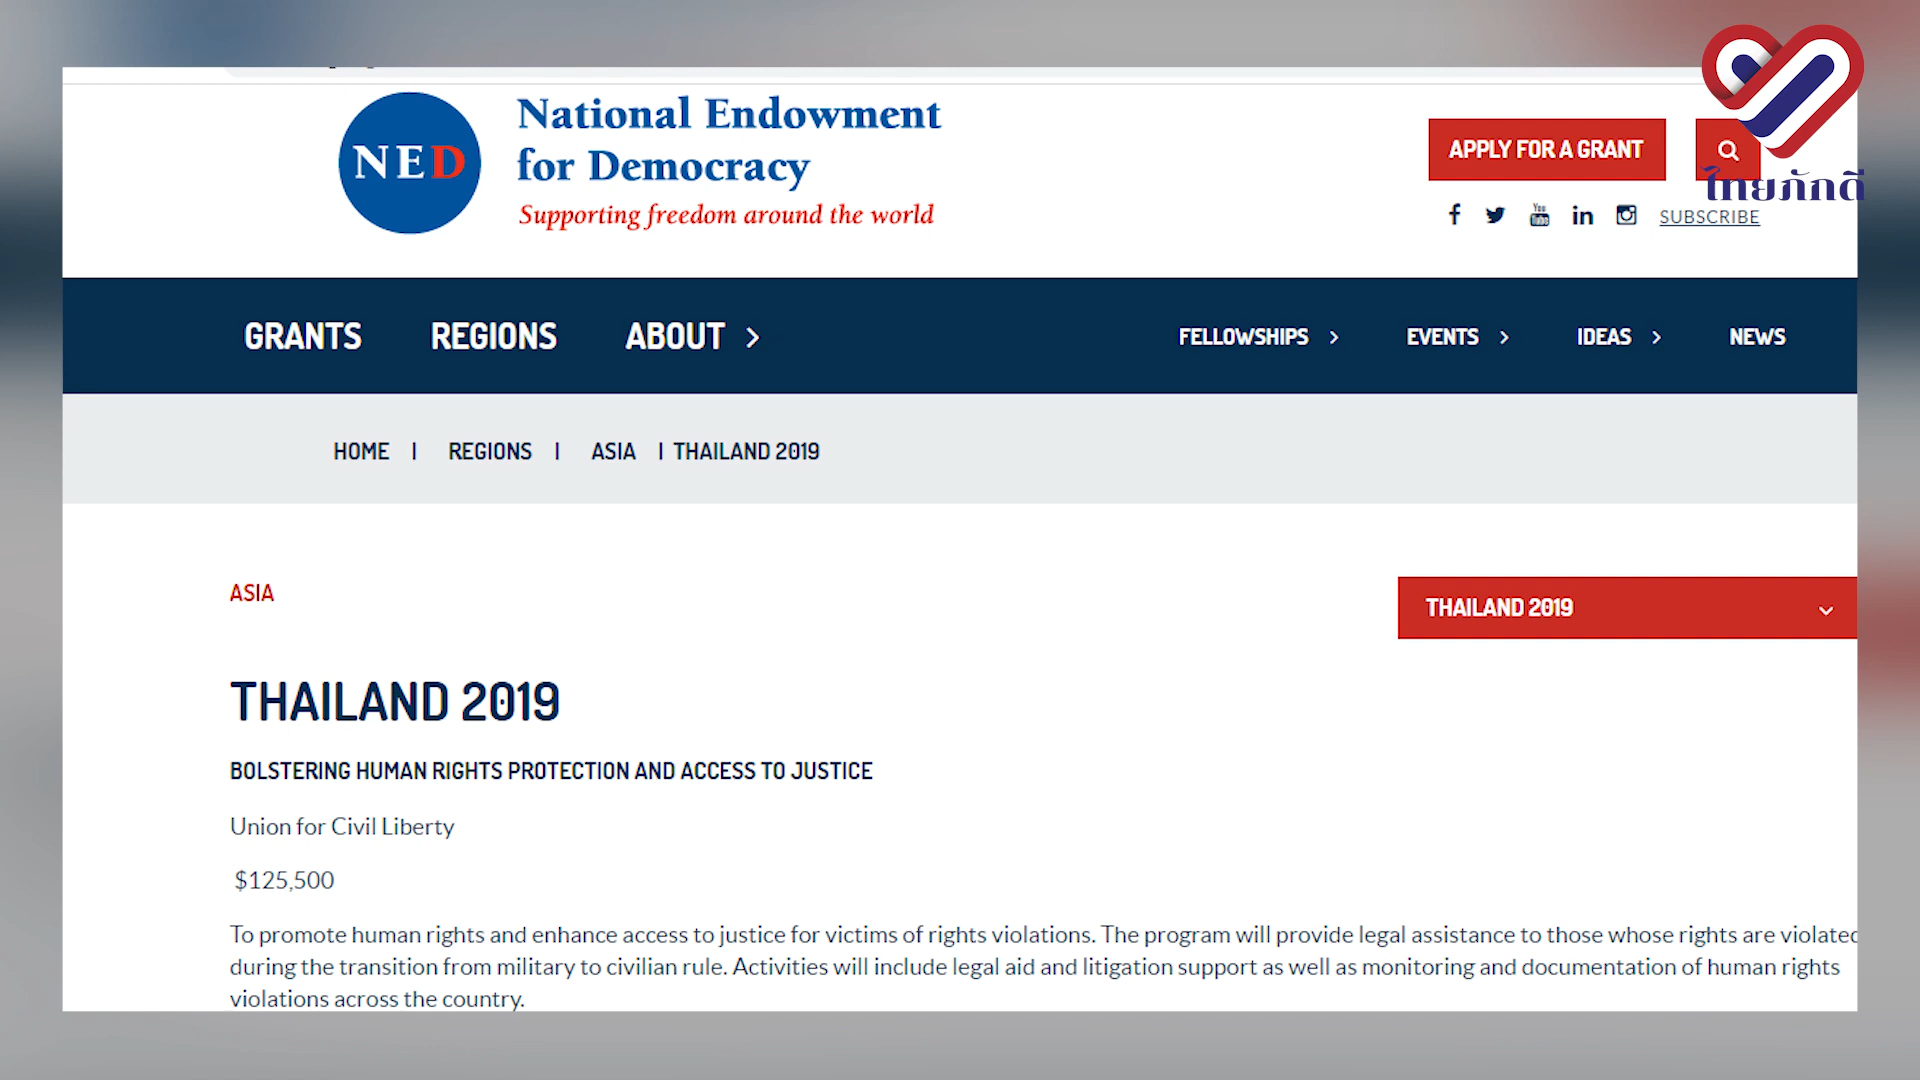 NED
National Endowment
for Democracy
Supporting freedom around the world
APPLY FOR A GRANT
ไทยภักดี
You
Tube
in
SUBSCRIBE
GRANTS REGIONS ABOUT
FELLOWSHIPS EVENTS IDEAS NEWS
HOME | REGIONS | ASIA | THAILAND 2019
ASIA
THAILAND 2019
THAILAND 2019
BOLSTERING HUMAN RIGHTS PROTECTION AND ACCESS TO JUSTICE
Union for Civil Liberty
$125,500
To promote human rights and enhance access to justice for victims of rights violations. The program will provide legal assistance to those whose rights are violated
during the transition from military to civilian rule. Activities will include legal aid and litigation support as well as monitoring and documentation of human rights
violations across the country.